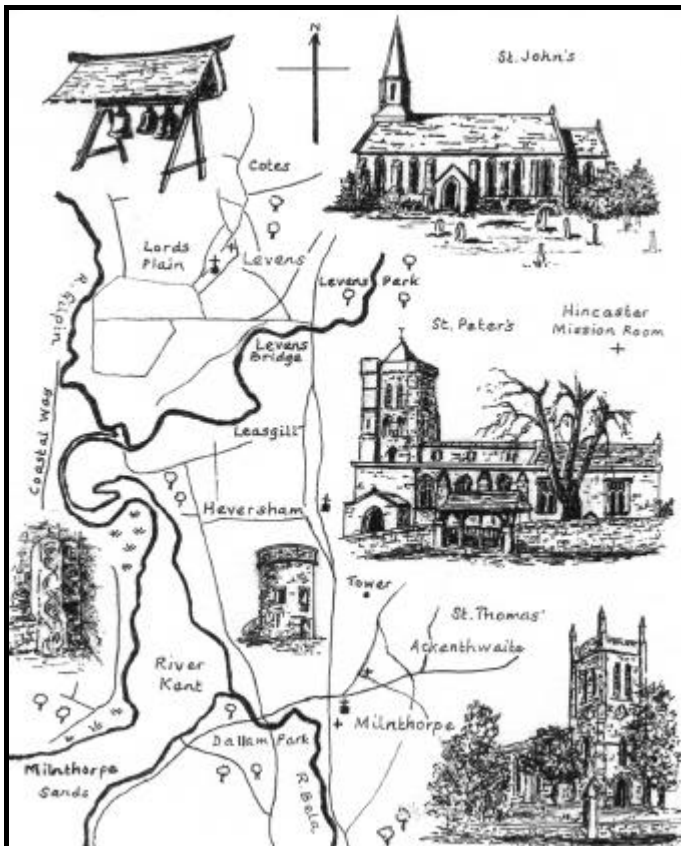 N
St. John's
Cotes
Lords
Plain
Levens
R. Gilpin
Levens Park
St. Peter's
Hincaster
Mission Room
Levens
Bridge
Coastal Way
Leasgill
Heversham
Tower
St. Thomas'
Ackenthwaite
River
Kent
Milnthorpe
Dallam Park
Milnthorpe
Sands
R. Bela